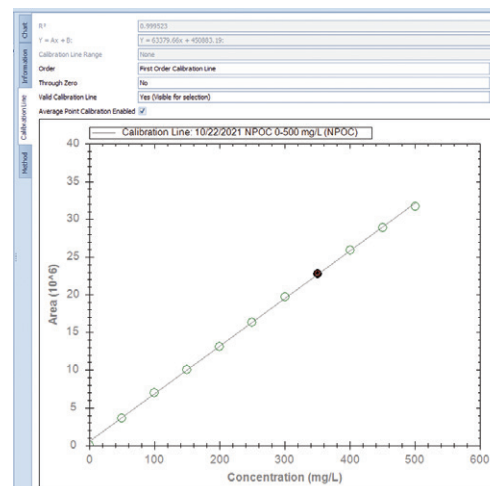 Chart
Information
Calibration Line
Method
R²
0.999523
Y = Ax + B:
Y = 63379.60x + 450883.19:
Calibration Line Range
None
Order
First Order Calibration Line
Through Zero
No
Valid Calibration Line
Yes (Visible for selection)
Average Point Calibration Enabled
Calibration Line: 10/22/2021 NPOC 0-500 mg/L (NPOC)
40
35
30
25
20
15
10
5
0
Area (10^6)
0 100 200 300 400 500 600
Concentration (mg/L)